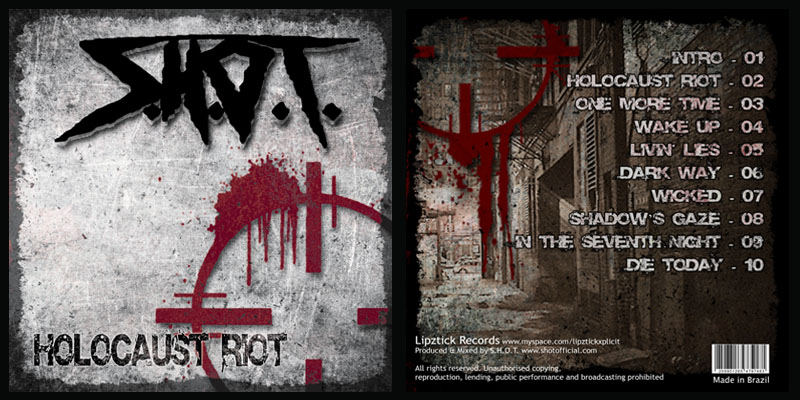 S.H.O.T.
HOLOCAUST RIOT
INTRO - 01
HOLOCAUST RIOT - 02
ONE MORE TIME - 03
WAKE UP - 04
LIVIN' LIES - 05
DARK WAY - 06
WICKED - 07
SHADOW'S GAZE - 08
IN THE SEVENTH NIGHT - 09
DIE TODAY - 10
Lipztick Records www.myspace.com/lipztickxplicit
Produced & Mixed by S.H.O.T. www.shotofficial.com
All rights reserved. Unauthorised copying,
reproduction, lending, public performance and broadcasting prohibited
Made in Brazil